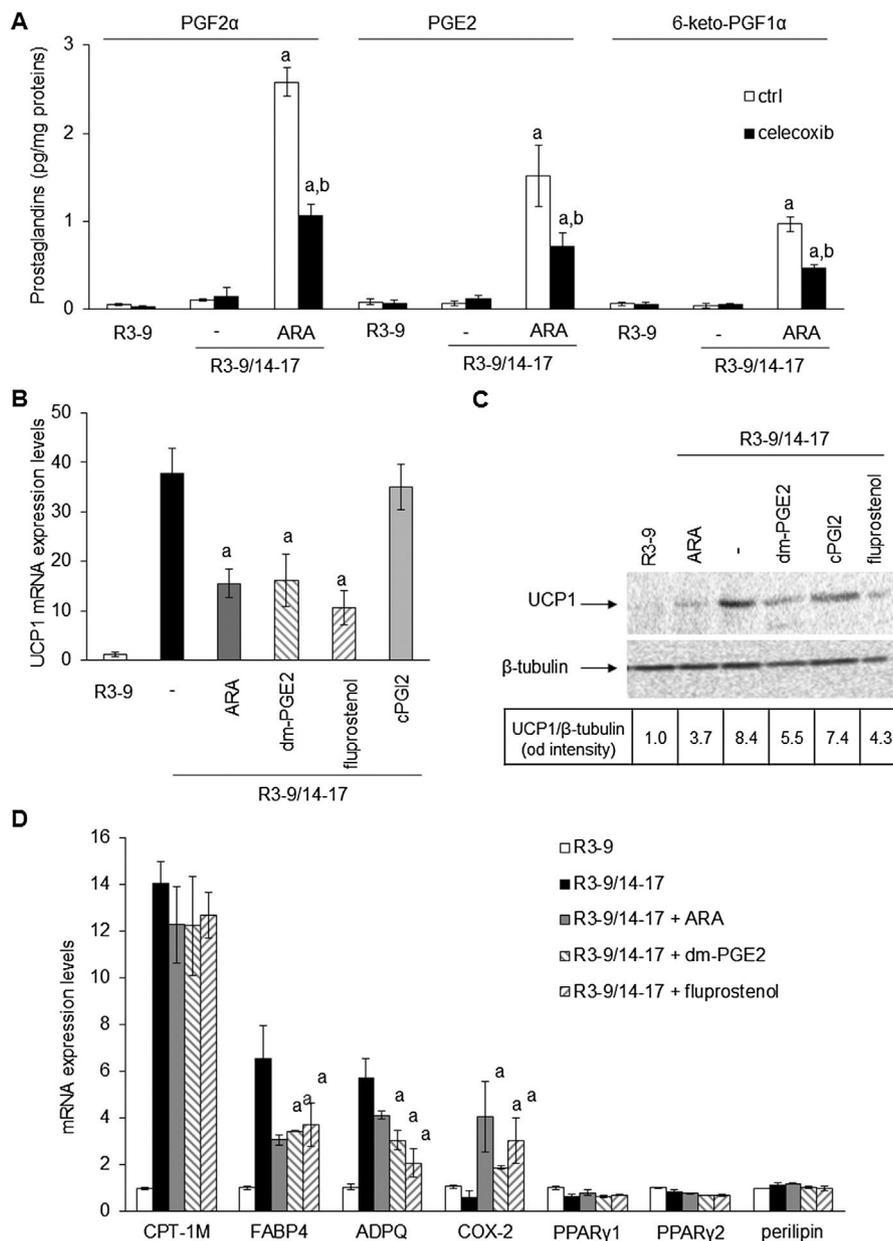 A
PGF2α PGE2 6-keto-PGF1α
Prostaglandins (pg/mg proteins)
3
2
1
0
ctrl
celecoxib
a
a,b
a
a,b
a
a,b
R3-9 - ARA R3-9 - ARA R3-9 - ARA
R3-9/14-17 R3-9/14-17 R3-9/14-17
B
UCP1 mRNA expression levels
50
40
30
20
10
0
a
a
a
R3-9 - ARA dm-PGE2 fluprostenol cPGI2
R3-9/14-17
C
R3-9/14-17
R3-9 ARA - dm-PGE2 cPGI2 fluprostenol
UCP1
β-tubulin
UCP1/β-tubulin
(od intensity)
1.0 3.7 8.4 5.5 7.4 4.3
D
mRNA expression levels
16
14
12
10
8
6
4
2
0
R3-9
R3-9/14-17
R3-9/14-17 + ARA
R3-9/14-17 + dm-PGE2
R3-9/14-17 + fluprostenol
a a a
a a a
a a a
CPT-1M FABP4 ADPQ COX-2 PPARγ1 PPARγ2 perilipin